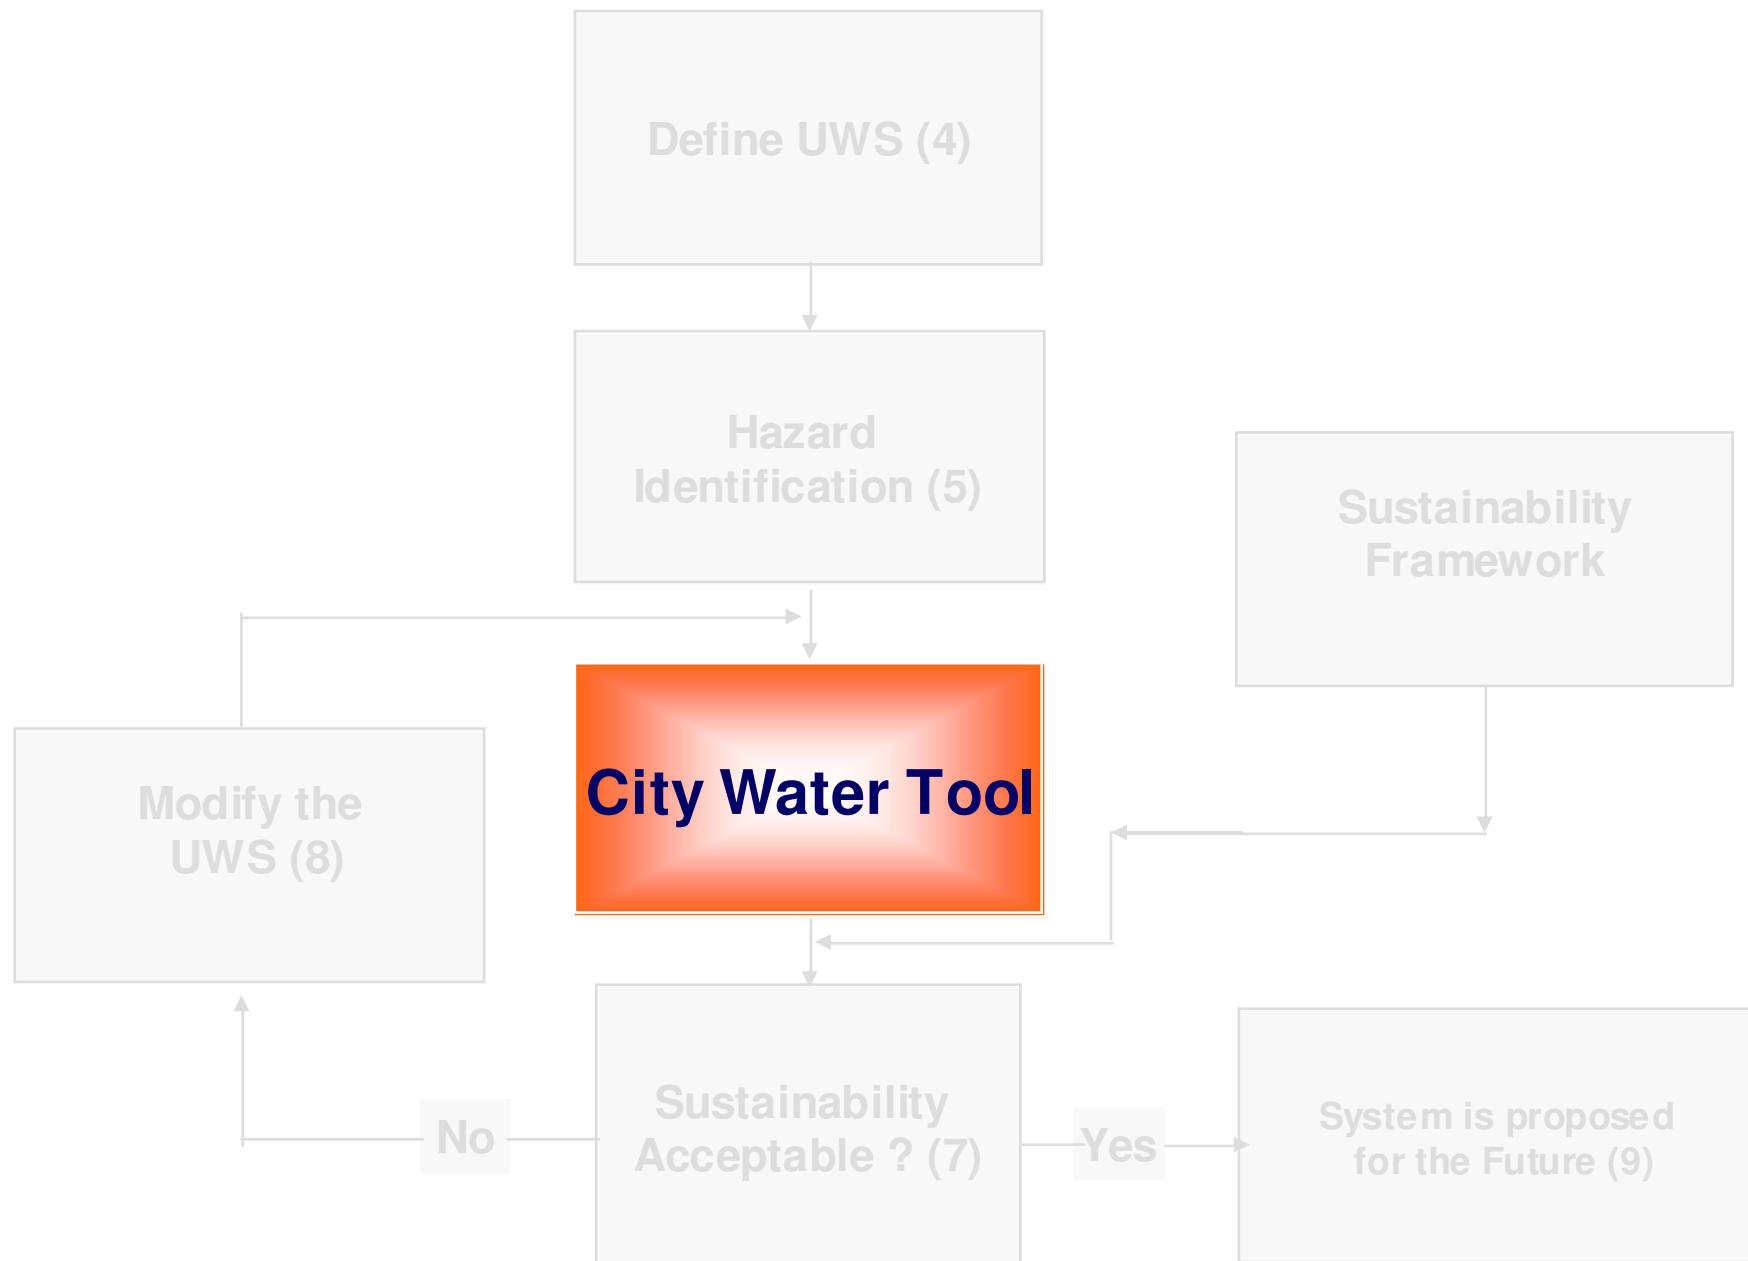 Define UWS (4)
Hazard
Identification (5)
Sustainability
Framework
City Water Tool
Modify the
UWS (8)
Sustainability
Acceptable ? (7)
No
Yes
System is proposed
for the Future (9)